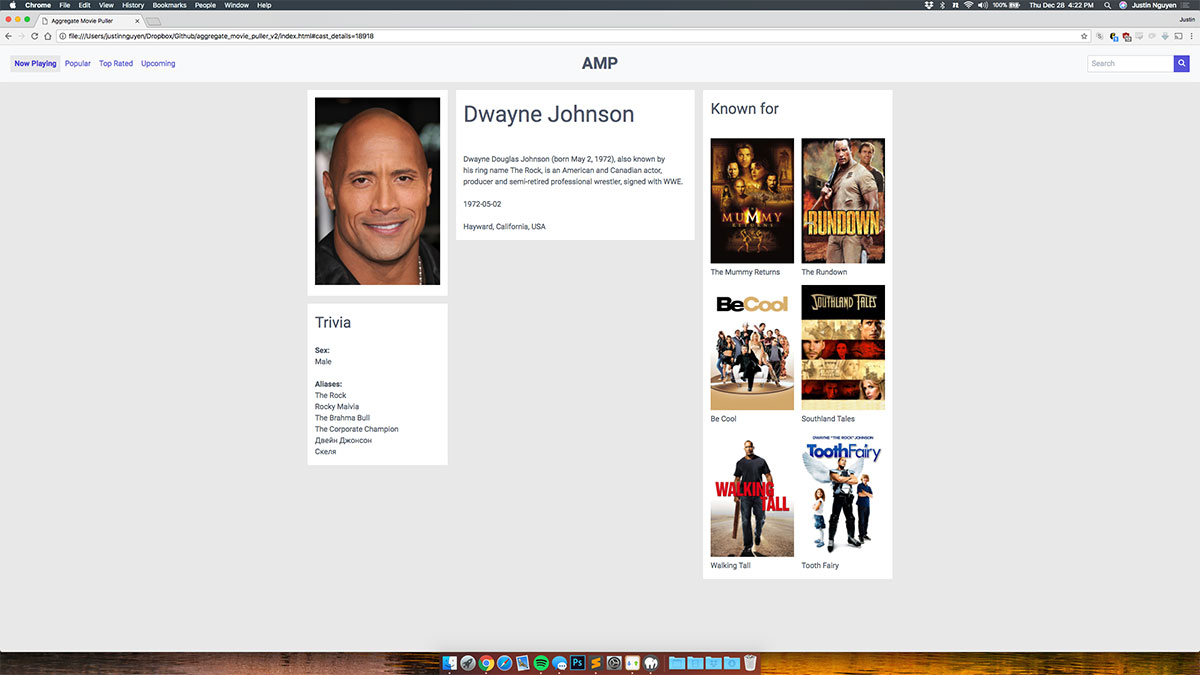 Chrome File Edit View History Bookmarks People Window Help
100% Thu Dec 28 4:22 PM Justin Nguyen
Aggregate Movie Puller
Justin
file:///Users/justinnguyen/Dropbox/Github/aggregate_movie_puller_v2/index.html#cast_details=18918
Now Playing Popular Top Rated Upcoming
AMP
Search
Dwayne Johnson
Dwayne Douglas Johnson (born May 2, 1972), also known by
his ring name The Rock, is an American and Canadian actor,
producer and semi-retired professional wrestler, signed with WWE.
1972-05-02
Hayward, California, USA
Trivia
Sex:
Male
Aliases:
The Rock
Rocky Maivia
The Brahma Bull
The Corporate Champion
Двейн Джонсон
Скеля
Known for
MUMMY
RETURNS
THE
RUNDOWN
The Mummy Returns
The Rundown
Be Cool
SOUTHLAND TALES
Be Cool
Southland Tales
WALKING
TALL
DWAYNE "THE ROCK" JOHNSON
ToothFairy
Walking Tall
Tooth Fairy
Ps